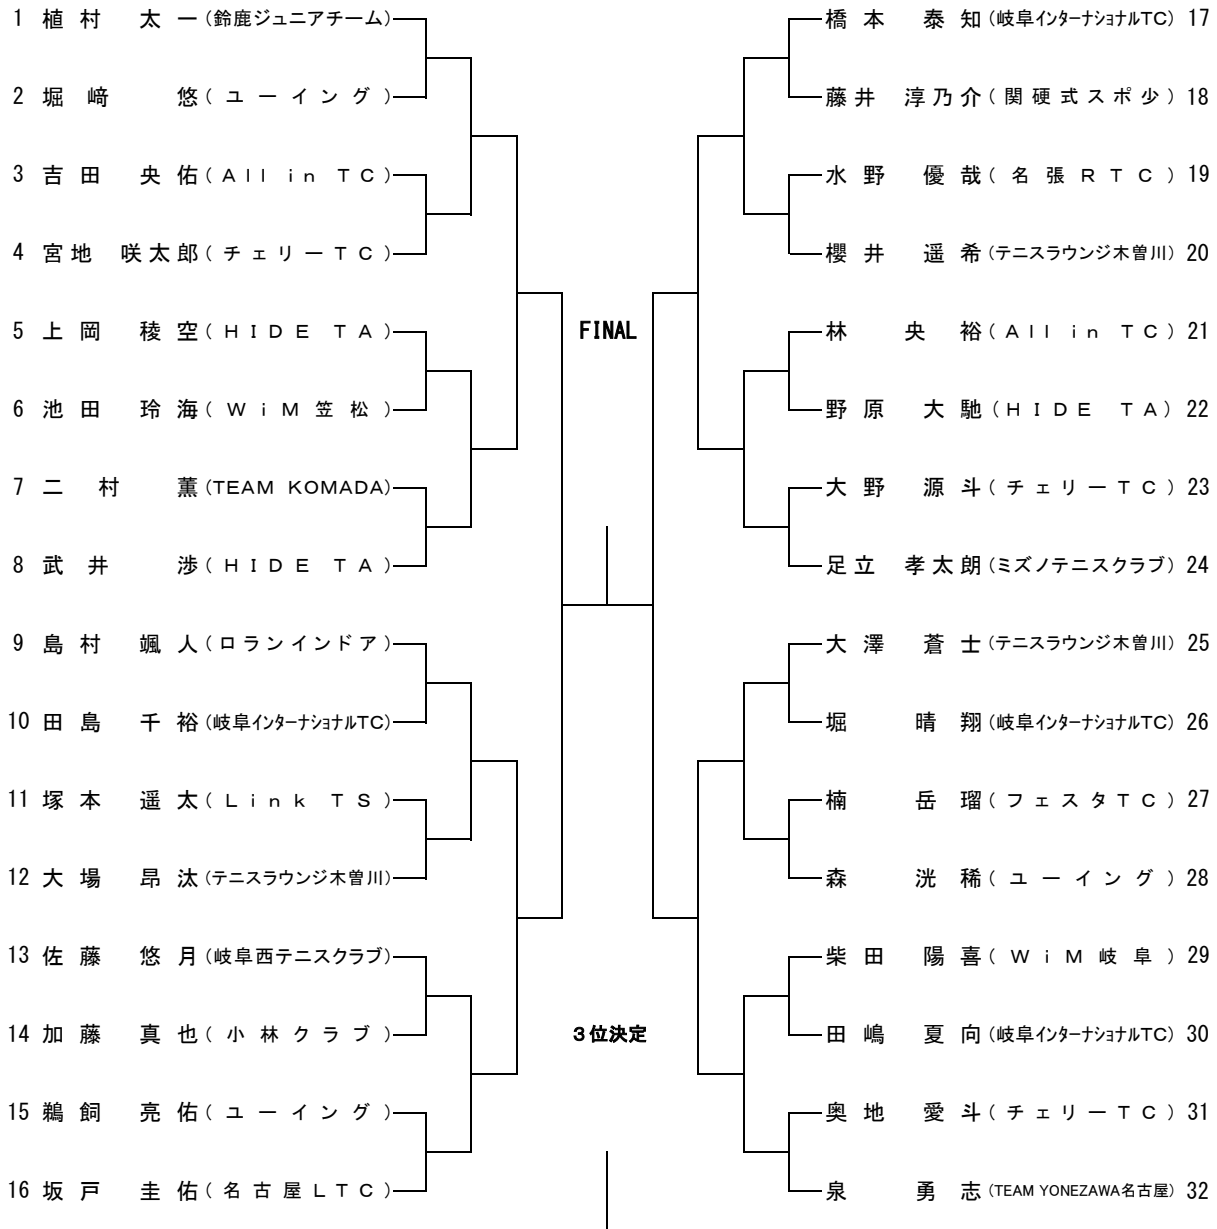 1 植村 太一 (鈴鹿ジュニアチーム)
2 堀﨑 悠 (ユーイング)
3 吉田 央佑 (All in TC)
4 宮地 咲太郎 (チェリーTC)
5 上岡 稜空 (HIDE TA)
6 池田 玲海 (WiM笠松)
7 二村 薫 (TEAM KOMADA)
8 武井 渉 (HIDE TA)
9 島村 颯人 (ロランインドア)
10 田島 千裕 (岐阜インターナショナルTC)
11 塚本 遥太 (Link TS)
12 大場 昂汰 (テニスラウンジ木曽川)
13 佐藤 悠月 (岐阜西テニスクラブ)
14 加藤 真也 (小林クラブ)
15 鵜飼 亮佑 (ユーイング)
16 坂戸 圭佑 (名古屋LTC)
FINAL
3位決定
橋本 泰知 (岐阜インターナショナルTC) 17
藤井 淳乃介 (関硬式スポ少) 18
水野 優哉 (名張RTC) 19
櫻井 遥希 (テニスラウンジ木曽川) 20
林 央裕 (All in TC) 21
野原 大馳 (HIDE TA) 22
大野 源斗 (チェリーTC) 23
足立 孝太朗 (ミズノテニスクラブ) 24
大澤 蒼士 (テニスラウンジ木曽川) 25
堀 晴翔 (岐阜インターナショナルTC) 26
楠 岳瑠 (フェスタTC) 27
森 洸稀 (ユーイング) 28
柴田 陽喜 (WiM岐阜) 29
田嶋 夏向 (岐阜インターナショナルTC) 30
奥地 愛斗 (チェリーTC) 31
泉 勇志 (TEAM YONEZAWA名古屋) 32